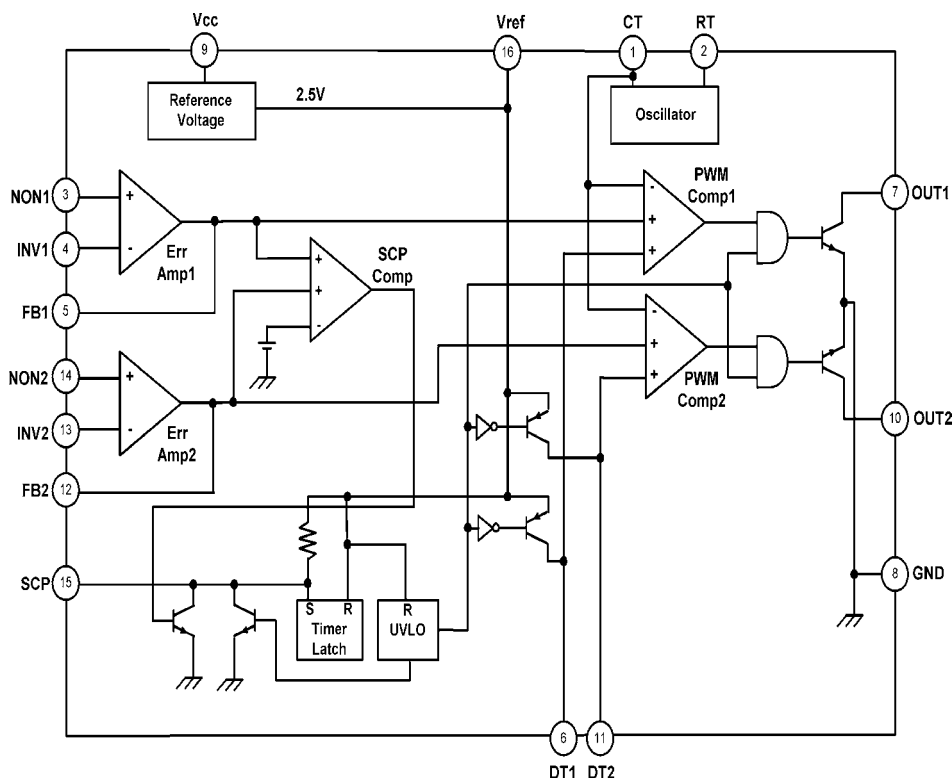 Vcc
Vref
CT
RT
9
16
1
2
2.5V
Reference
Voltage
Oscillator
NON1
3
+
PWM
Comp1
7
OUT1
-
+
+
INV1
4
-
Err
Amp1
SCP
Comp
+
+
-
FB1
5
NON2
14
+
-
+
+
PWM
Comp2
INV2
13
-
Err
Amp2
10
OUT2
FB2
12
SCP
15
8
GND
S
R
Timer
Latch
R
UVLO
6
11
DT1
DT2